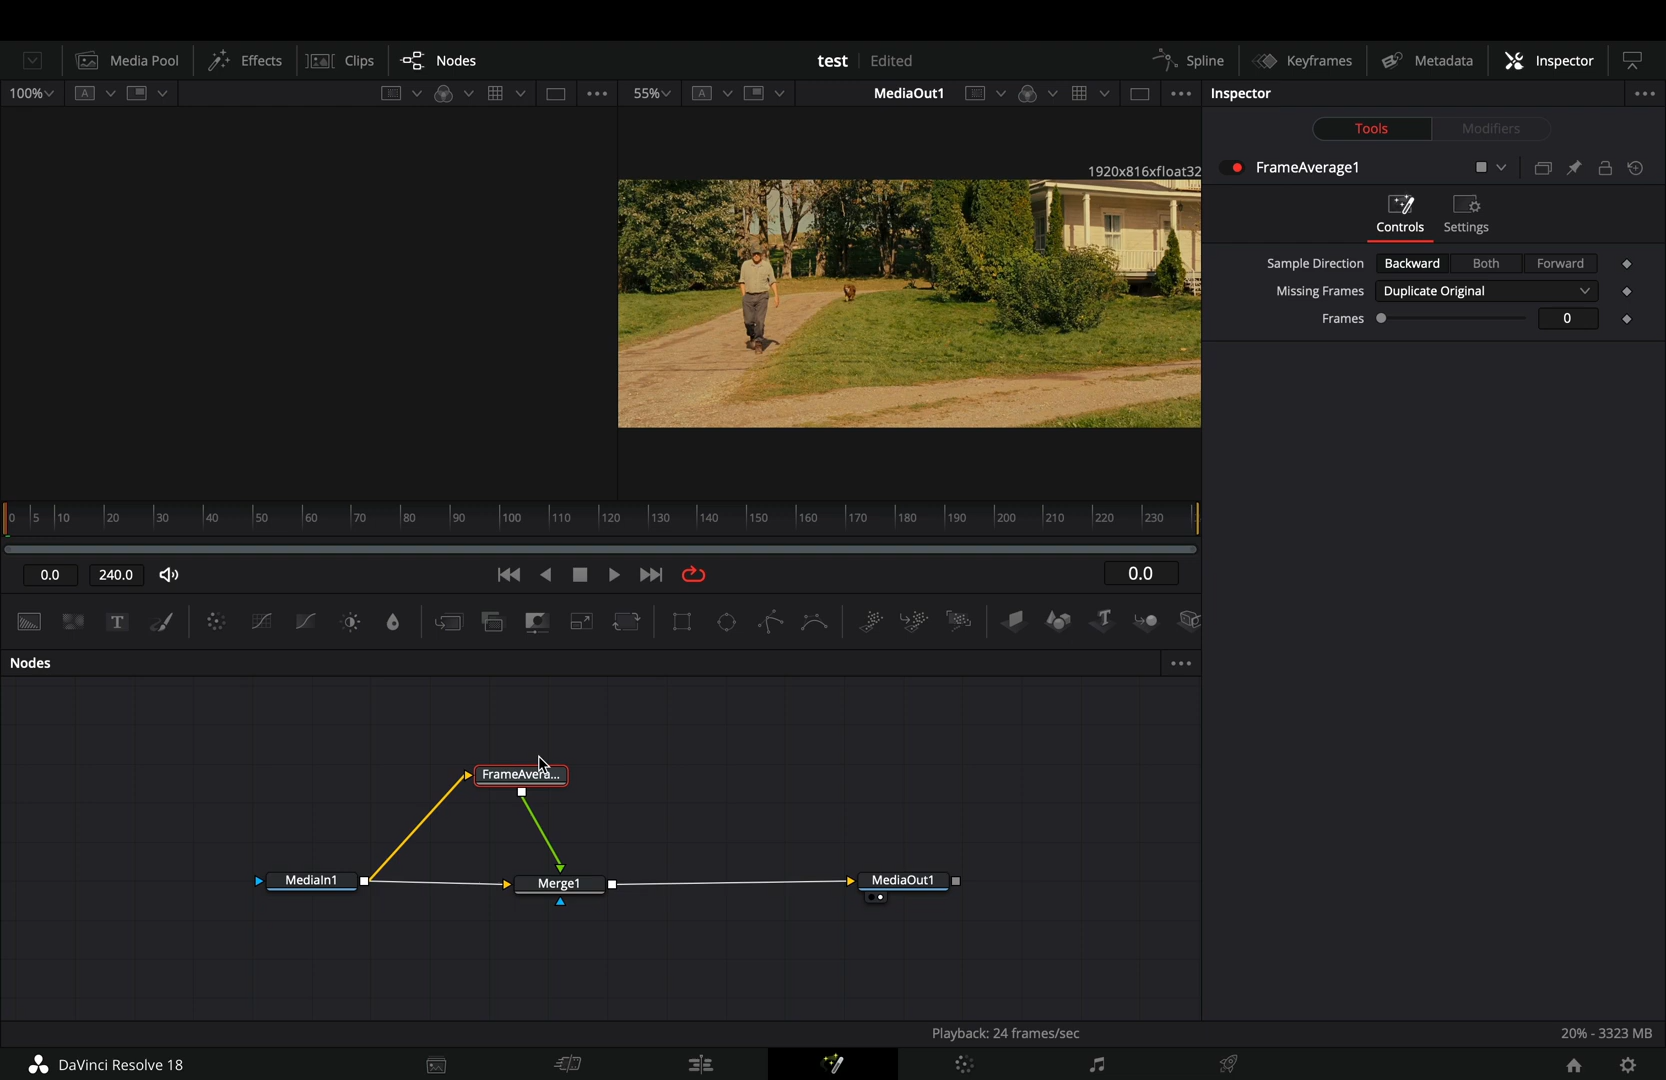 Media Pool
Effects
Clips
Nodes
test
Edited
Spline
Keyframes
Metadata
Inspector
100%
A
55%
A
MediaOut1
Inspector
Tools
Modifiers
1920x816xfloat32
FrameAverage1
Controls
Settings
Sample Direction Backward Both Forward
Missing Frames Duplicate Original
Frames 0
0 5 10 20 30 40 50 60 70 80 90 100 110 120 130 140 150 160 170 180 190 200 210 220 230
0.0
240.0
0.0
T
T
Nodes
FrameAvera...
MediaIn1
Merge1
MediaOut1
Playback: 24 frames/sec
20% - 3323 MB
DaVinci Resolve 18